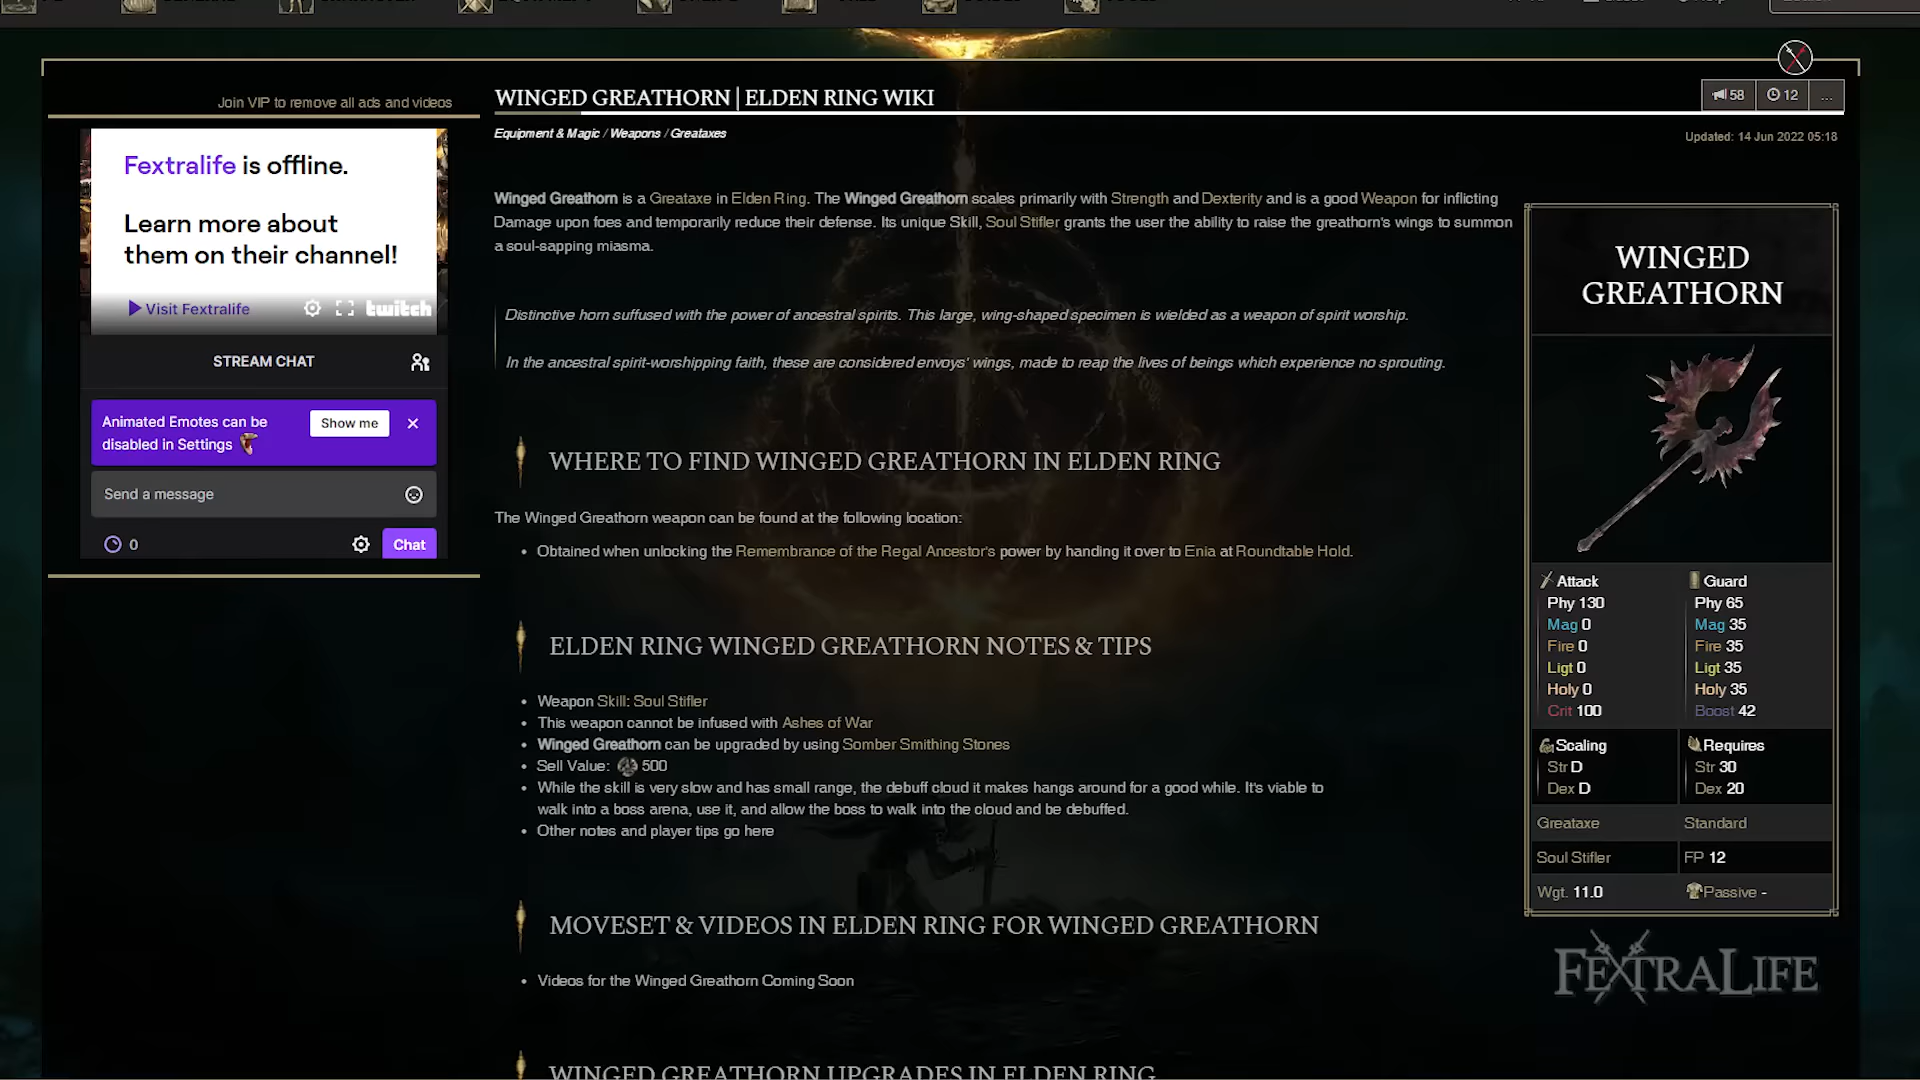 Join VIP to remove all ads and videos
Fextralife is offline.
Learn more about
them on their channel!
Visit Fextralife
twitch
STREAM CHAT
Animated Emotes can be
disabled in Settings
Show me
Send a message
0
Chat
WINGED GREATHORN | ELDEN RING WIKI
58
12
...
Equipment & Magic / Weapons / Greataxes
Updated: 14 Jun 2022 05:18
Winged Greathorn is a Greataxe in Elden Ring. The Winged Greathorn scales primarily with Strength and Dexterity and is a good Weapon for inflicting
Damage upon foes and temporarily reduce their defense. Its unique Skill, Soul Stifler grants the user the ability to raise the greathorn's wings to summon
a soul-sapping miasma.
Distinctive horn suffused with the power of ancestral spirits. This large, wing-shaped specimen is wielded as a weapon of spirit worship.
In the ancestral spirit-worshipping faith, these are considered envoys' wings, made to reap the lives of beings which experience no sprouting.
WHERE TO FIND WINGED GREATHORN IN ELDEN RING
The Winged Greathorn weapon can be found at the following location:
• Obtained when unlocking the Remembrance of the Regal Ancestor's power by handing it over to Enia at Roundtable Hold.
ELDEN RING WINGED GREATHORN NOTES & TIPS
• Weapon Skill: Soul Stifler
• This weapon cannot be infused with Ashes of War
• Winged Greathorn can be upgraded by using Somber Smithing Stones
• Sell Value: 500
• While the skill is very slow and has small range, the debuff cloud it makes hangs around for a good while. It's viable to
walk into a boss arena, use it, and allow the boss to walk into the cloud and be debuffed.
• Other notes and player tips go here
MOVESET & VIDEOS IN ELDEN RING FOR WINGED GREATHORN
• Videos for the Winged Greathorn Coming Soon
WINGED GREATHORN UPGRADES IN ELDEN RING
WINGED
GREATHORN
Attack
Phy 130
Mag 0
Fire 0
Ligt 0
Holy 0
Crit 100
Guard
Phy 65
Mag 35
Fire 35
Ligt 35
Holy 35
Boost 42
Scaling
Str D
Dex D
Requires
Str 30
Dex 20
Greataxe
Standard
Soul Stifler
FP 12
Wgt. 11.0
Passive -
FEXTRALIFE